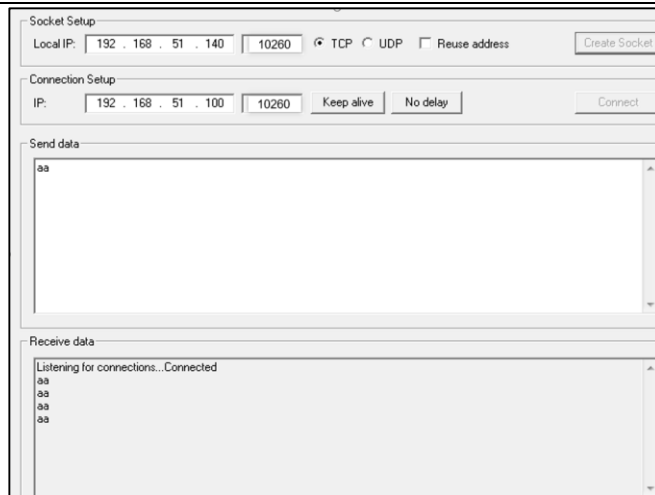 Socket Setup
Local IP: 192 . 168 . 51 . 140 10260 TCP UDP Reuse address Create Socket
Connection Setup
IP: 192 . 168 . 51 . 100 10260 Keep alive No delay Connect
Send data
aa
Receive data
Listening for connections...Connected
aa
aa
aa
aa